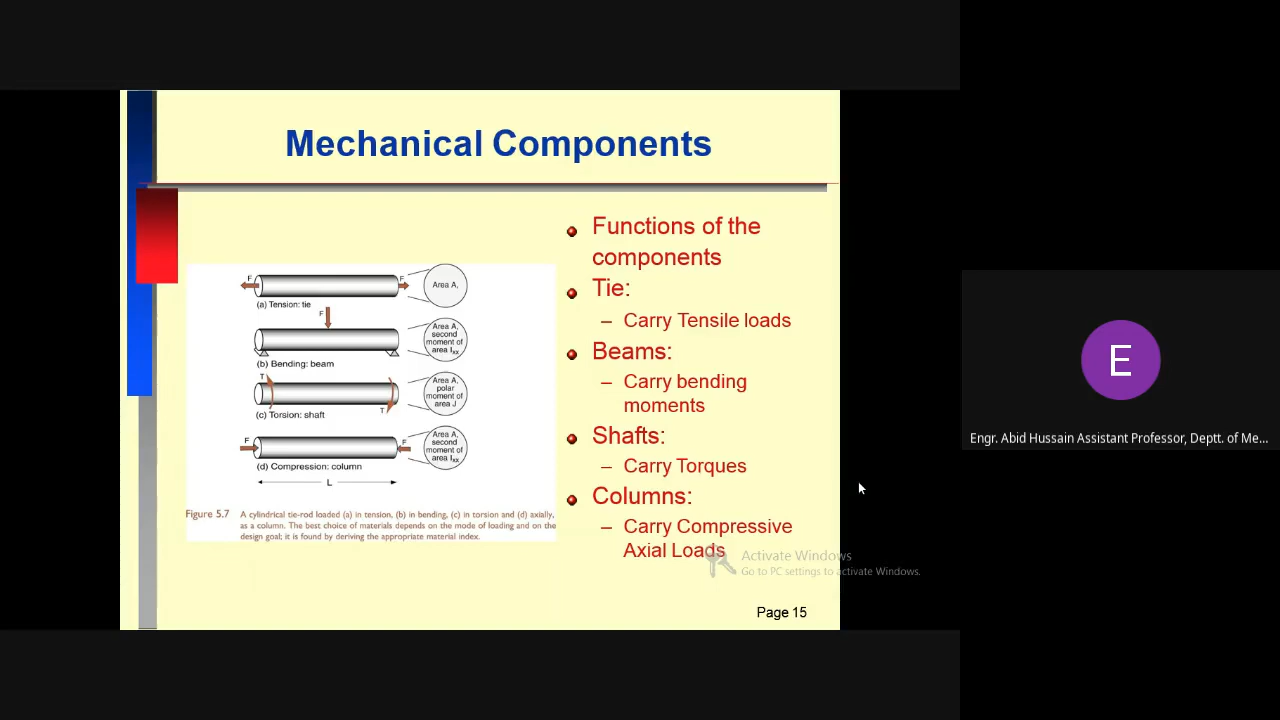 Mechanical Components
F
F
Area A,
(a) Tension: tie
F
Area A,
second
moment of
area Ixx
(b) Bending: beam
T
Area A,
polar
moment of
area J
T
(c) Torsion: shaft
F
F
Area A,
second
moment of
area Ixx
(d) Compression: column
L
Figure 5.7 A cylindrical tie-rod loaded (a) in tension, (b) in bending, (c) in torsion and (d) axially,
as a column. The best choice of materials depends on the mode of loading and on the
design goal; it is found by deriving the appropriate material index.
Functions of the
components
Tie:
– Carry Tensile loads
Beams:
– Carry bending
moments
Shafts:
– Carry Torques
Columns:
– Carry Compressive
Axial Loads
Activate Windows
Go to PC settings to activate Windows.
Page 15
E
Engr. Abid Hussain Assistant Professor, Deptt. of Me...